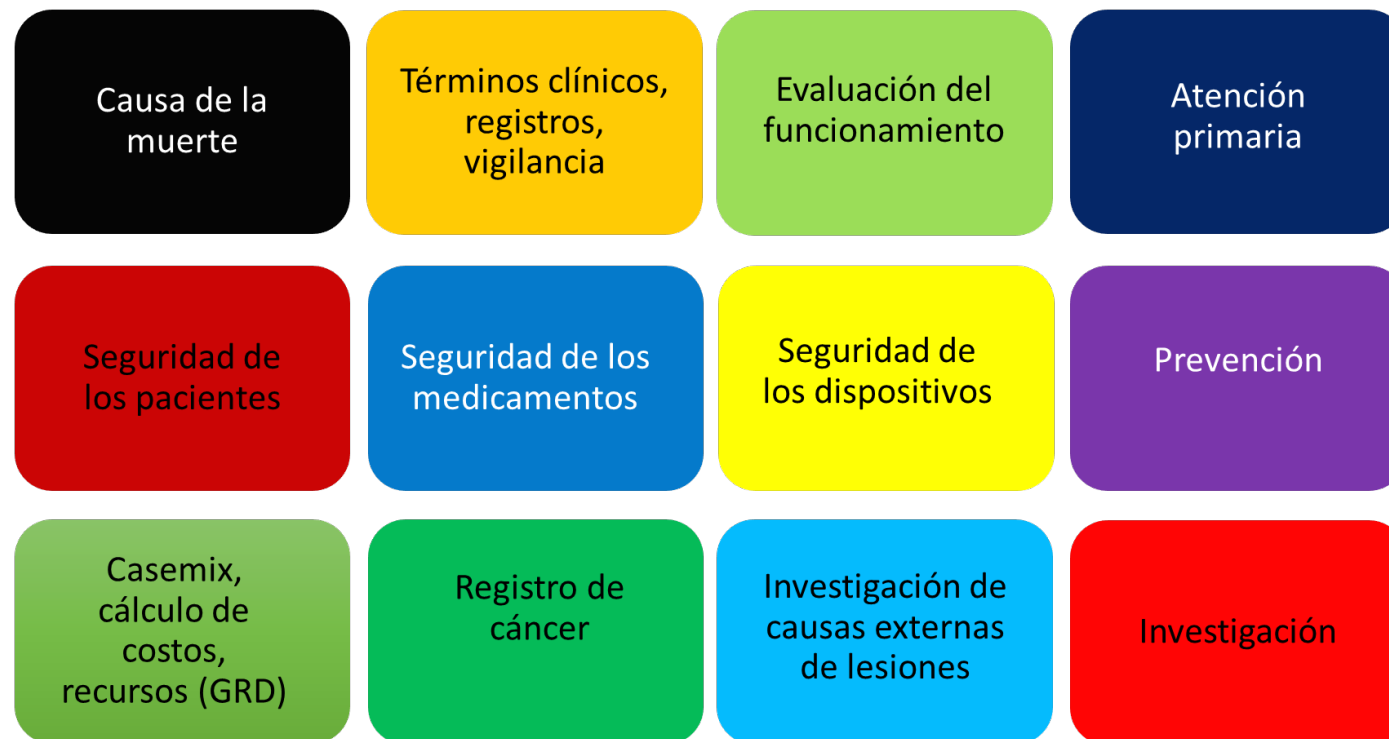 Causa de la
muerte
Términos clínicos,
registros,
vigilancia
Evaluación del
funcionamiento
Atención
primaria
Seguridad de
los pacientes
Seguridad de los
medicamentos
Seguridad de
los dispositivos
Prevención
Casemix,
cálculo de
costos,
recursos (GRD)
Registro de
cáncer
Investigación de
causas externas
de lesiones
Investigación